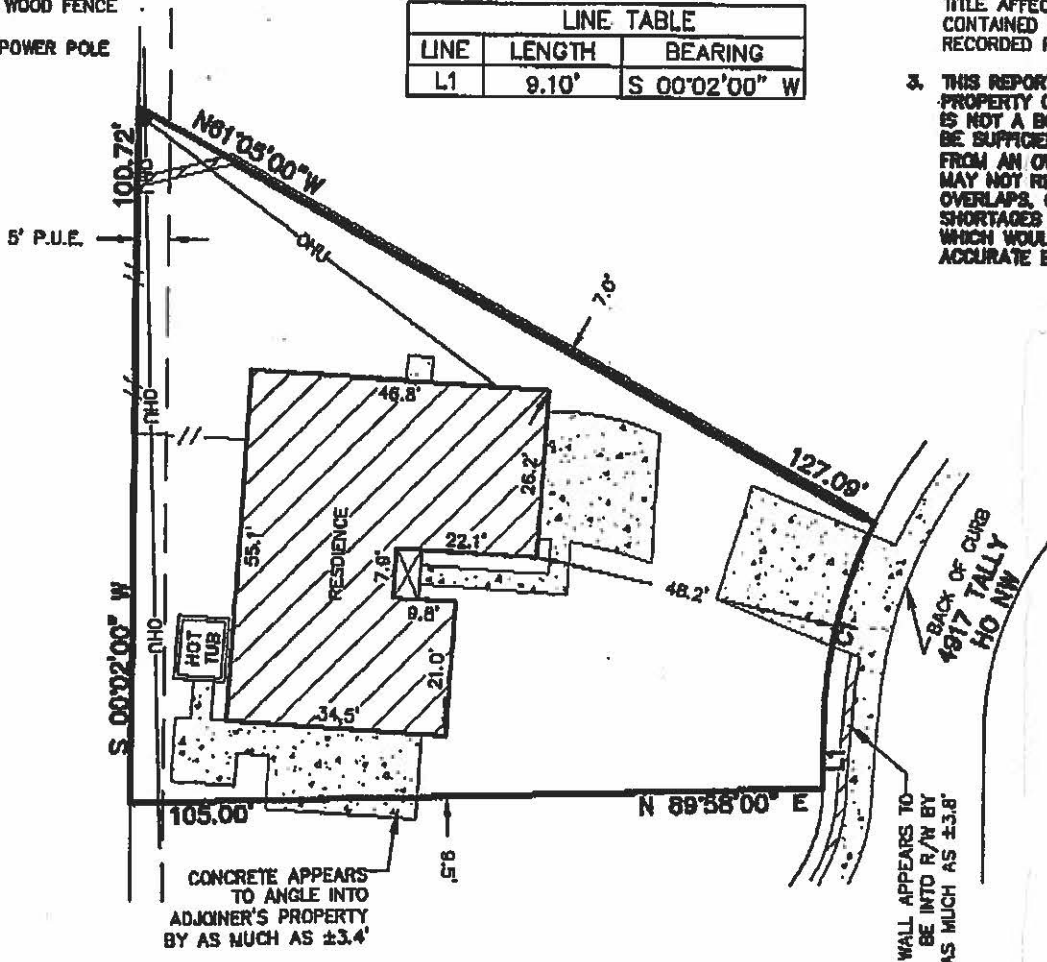 WOOD FENCE
POWER POLE
LINE TABLE
LINE LENGTH BEARING
L1 9.10' S 00°02'00" W
TITLE AFFEC
CONTAINED
RECORDED
3. THIS REPOR
PROPERTY
IS NOT A B
BE SUFFICIE
FROM AN
MAY NOT
OVERLAPS,
SHORTAGES
WHICH WOUL
ACCURATE
N61°05'00"W
100.72'
5' P.U.E.
OHU
7.0'
OHU
46.8'
127.09'
26.2'
55.1'
RESDIENCE
22.1'
7.9'
48.2'
9.8'
C1
BACK OF CURB
4917 TALLY
HO NW
HOT
TUB
OHU
21.0'
34.5'
S 00°02'00" W
L1
105.00'
N 89°58'00" E
CONCRETE APPEARS
TO ANGLE INTO
ADJOINER'S PROPERTY
BY AS MUCH AS ±3.4'
WALL APPEARS TO
BE INTO R/W BY
AS MUCH AS ±3.8'